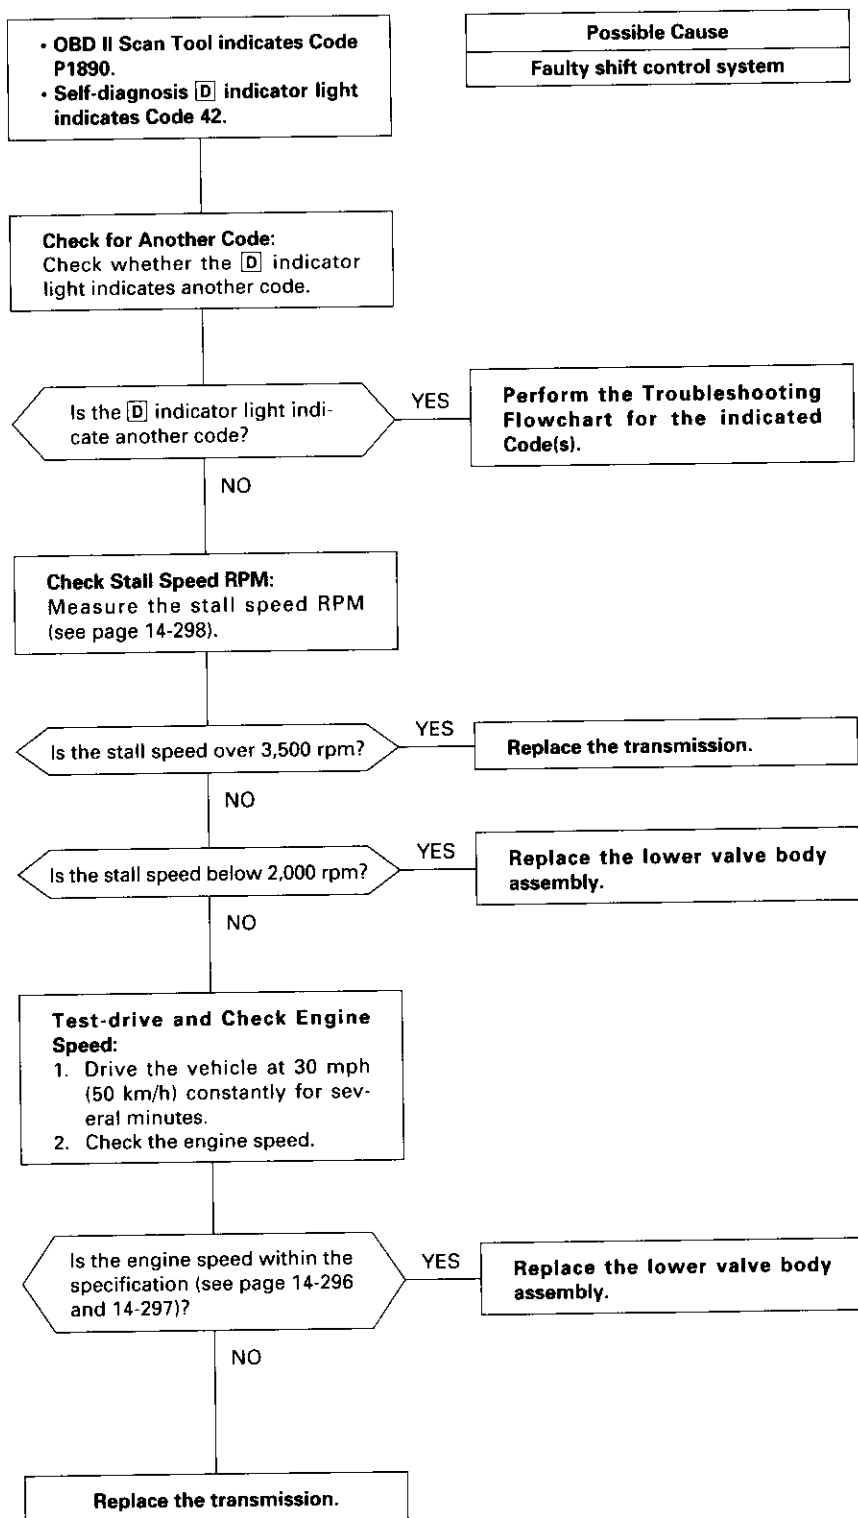 • OBD II Scan Tool indicates Code
P1890.
• Self-diagnosis D indicator light
indicates Code 42.
Possible Cause
Faulty shift control system
Check for Another Code:
Check whether the D indicator
light indicates another code.
Is the D indicator light indi-
cate another code?
YES
Perform the Troubleshooting
Flowchart for the indicated
Code(s).
NO
Check Stall Speed RPM:
Measure the stall speed RPM
(see page 14-298).
Is the stall speed over 3,500 rpm?
YES
Replace the transmission.
NO
Is the stall speed below 2,000 rpm?
YES
Replace the lower valve body
assembly.
NO
Test-drive and Check Engine
Speed:
1. Drive the vehicle at 30 mph
(50 km/h) constantly for sev-
eral minutes.
2. Check the engine speed.
Is the engine speed within the
specification (see page 14-296
and 14-297)?
YES
Replace the lower valve body
assembly.
NO
Replace the transmission.